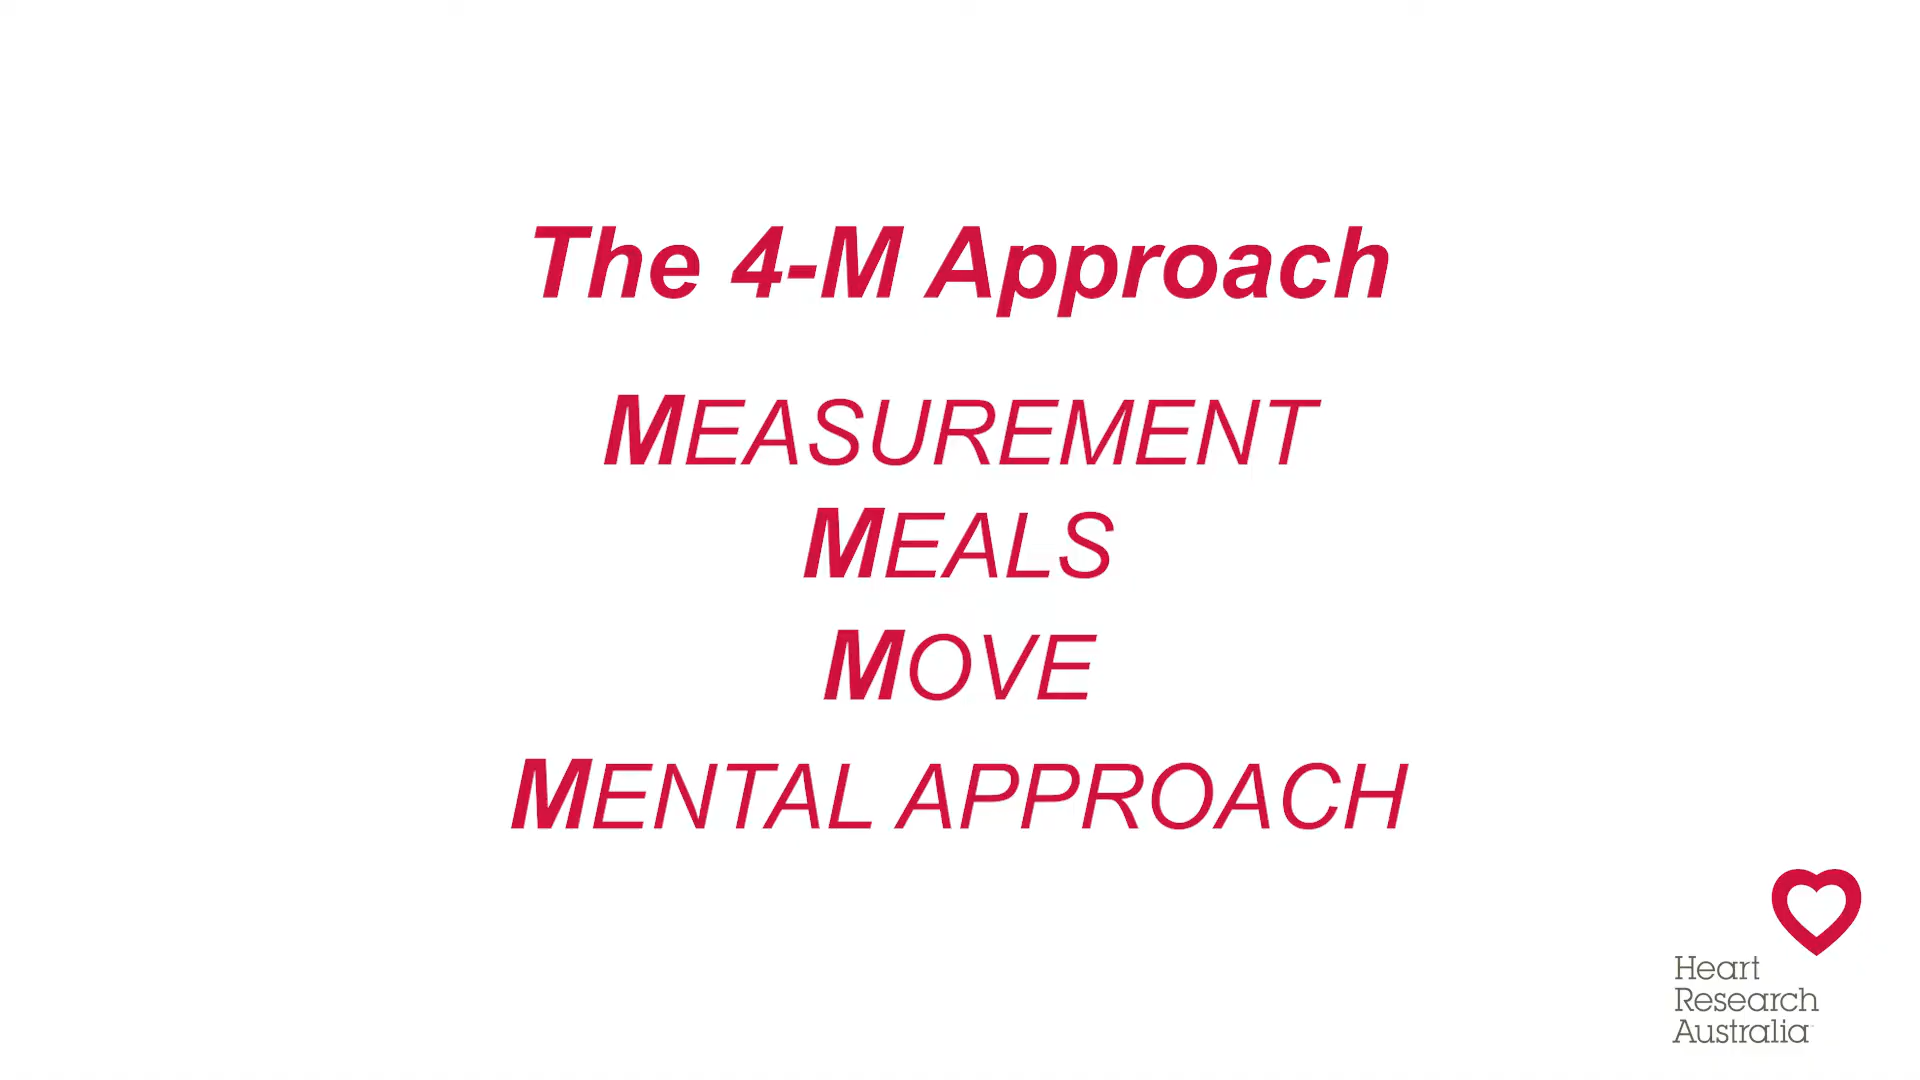 The 4-M Approach
MEASUREMENT
MEALS
MOVE
MENTAL APPROACH
Heart
Research
Australia